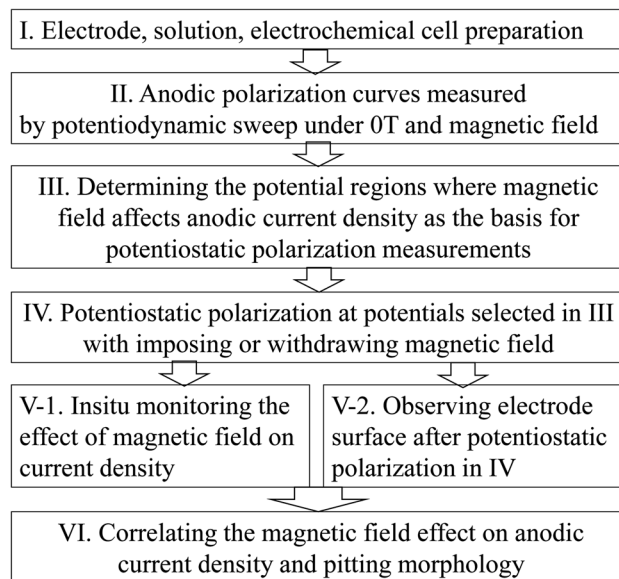 I. Electrode, solution, electrochemical cell preparation
II. Anodic polarization curves measured
by potentiodynamic sweep under 0T and magnetic field
III. Determining the potential regions where magnetic
field affects anodic current density as the basis for
potentiostatic polarization measurements
IV. Potentiostatic polarization at potentials selected in III
with imposing or withdrawing magnetic field
V-1. Insitu monitoring the
effect of magnetic field on
current density
V-2. Observing electrode
surface after potentiostatic
polarization in IV
VI. Correlating the magnetic field effect on anodic
current density and pitting morphology